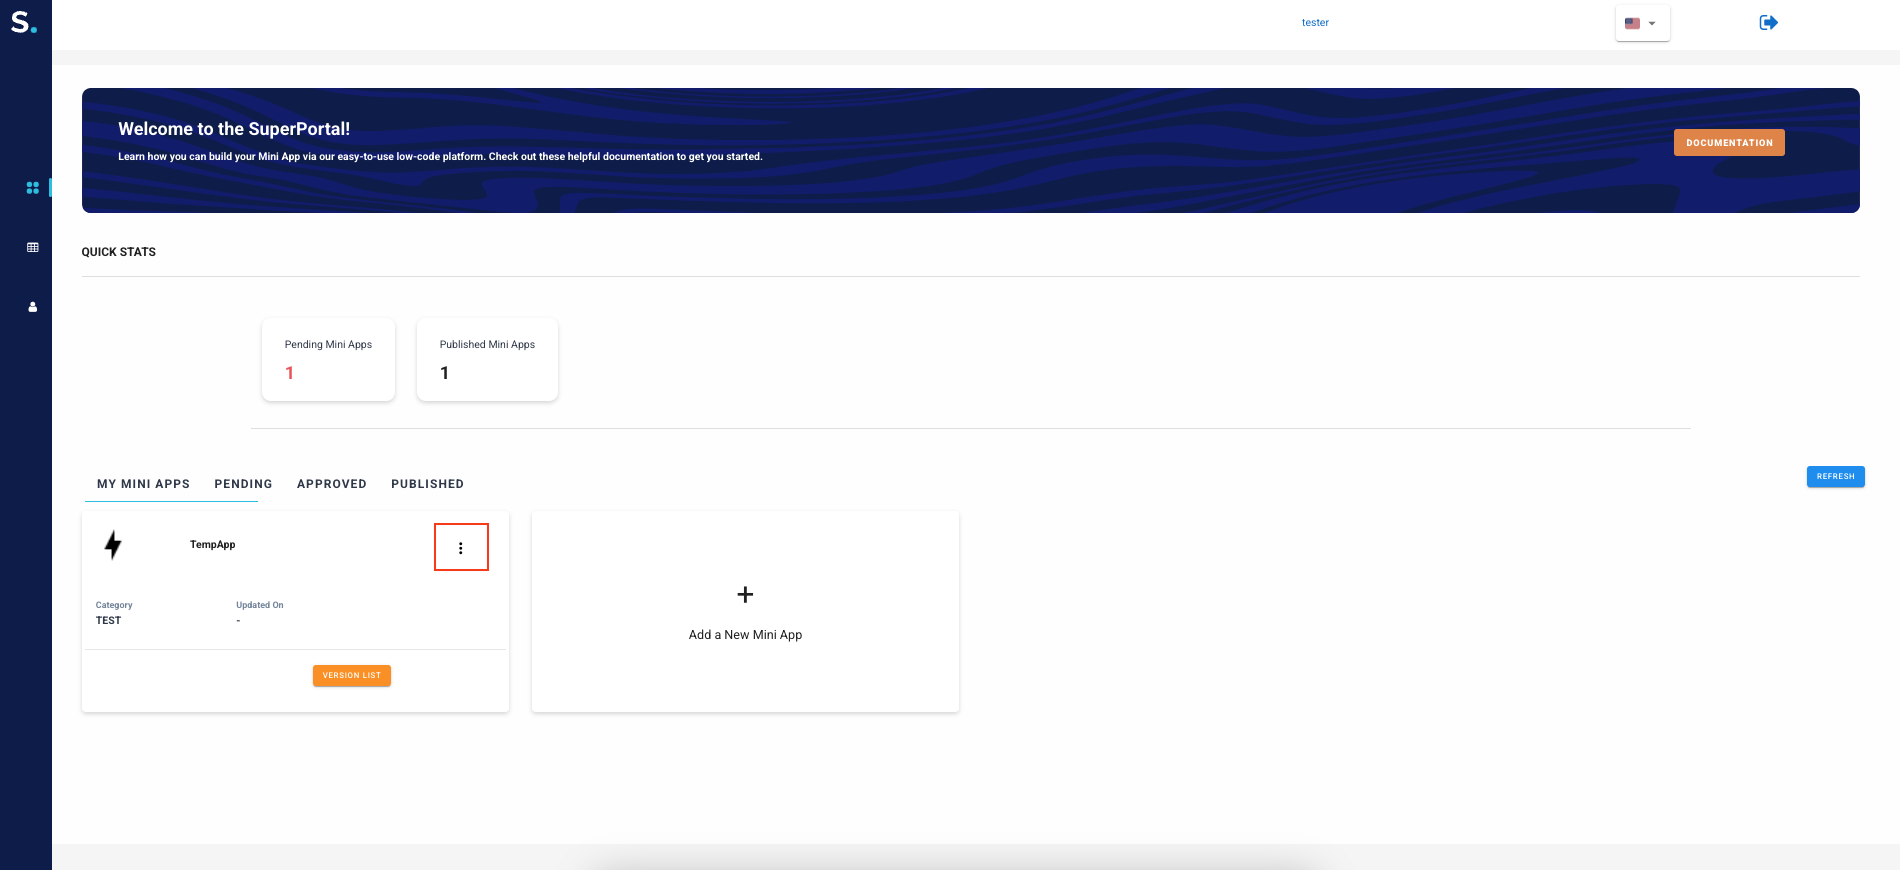 S.
tester
Welcome to the SuperPortal!
Learn how you can build your Mini App via our easy-to-use low-code platform. Check out these helpful documentation to get you started.
DOCUMENTATION
QUICK STATS
Pending Mini Apps
1
Published Mini Apps
1
MY MINI APPS
PENDING
APPROVED
PUBLISHED
REFRESH
TempApp
Category
TEST
Updated On
-
VERSION LIST
+
Add a New Mini App